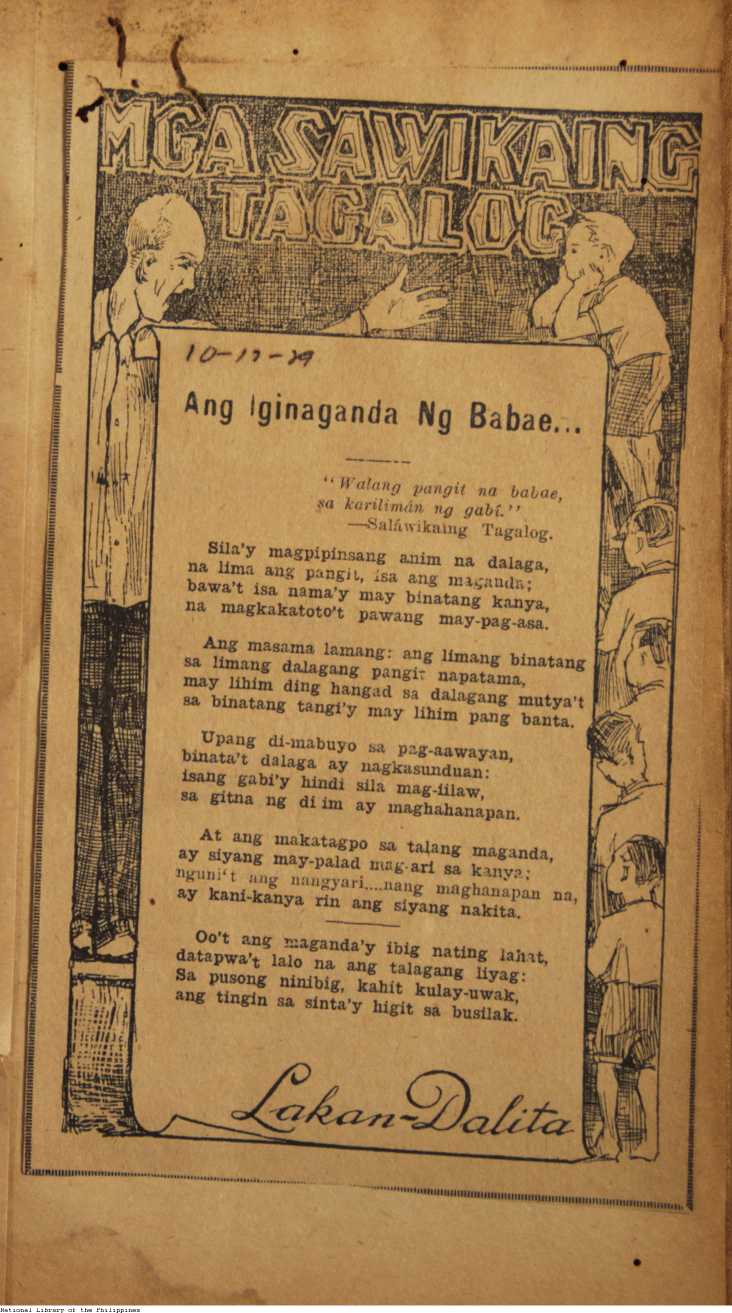 MGA SAWIKAING
TAGALOG
10-17-29
Ang Iginaganda Ng Babae...
"Walang pangit na babae,
sa karilimán ng gabí."
—Saláwikaing Tagalog.
Sila'y magpipinsang anim na dalaga,
na lima ang pangit, isa ang maganda;
bawa't isa nama'y may binatang kanya,
na magkakatoto't pawang may-pag-asa.
Ang masama lamang: ang limang binatang
sa limang dalagang pangit napatama,
may lihim ding hangad sa dalagang mutya't
sa binatang tangi'y may lihim pang banta.
Upang di-mabuyo sa pag-aawayan,
binata't dalaga ay nagkasunduan:
isang gabi'y hindi sila mag-iilaw,
sa gitna ng di im ay maghahanapan.
At ang makatagpo sa talang maganda,
ay siyang may-palad mag-ari sa kanya;
nguni't ang nangyari....nang maghanapan na,
ay kani-kanya rin ang siyang nakita.
Oo't ang maganda'y ibig nating lahat,
datapwa't lalo na ang talagang liyag:
Sa pusong ninibig, kahit kulay-uwak,
ang tingin sa sinta'y higit sa busilak.
Lakan-Dalita
National Library of the Philippines